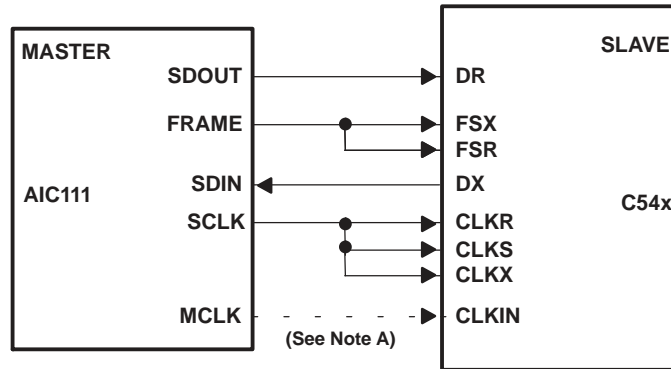 MASTER
SLAVE
SDOUT
DR
FRAME
FSX
FSR
SDIN
DX
AIC111
C54x
SCLK
CLKR
CLKS
CLKX
MCLK
CLKIN
(See Note A)